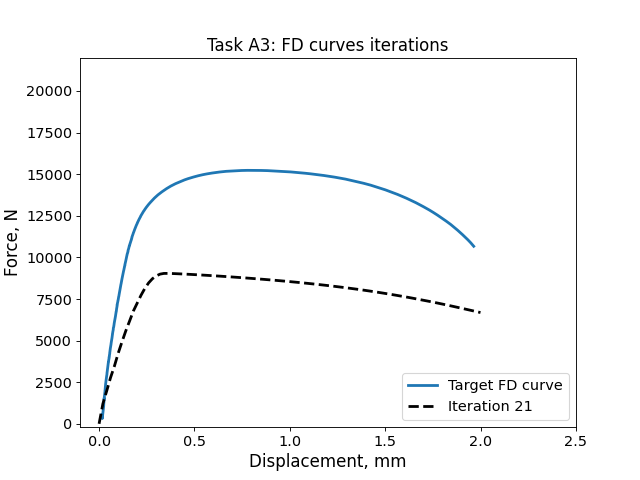 Task A3: FD curves iterations
Force, N
20000
17500
15000
12500
10000
7500
5000
2500
0
0.0 0.5 1.0 1.5 2.0 2.5
Displacement, mm
Target FD curve
Iteration 21